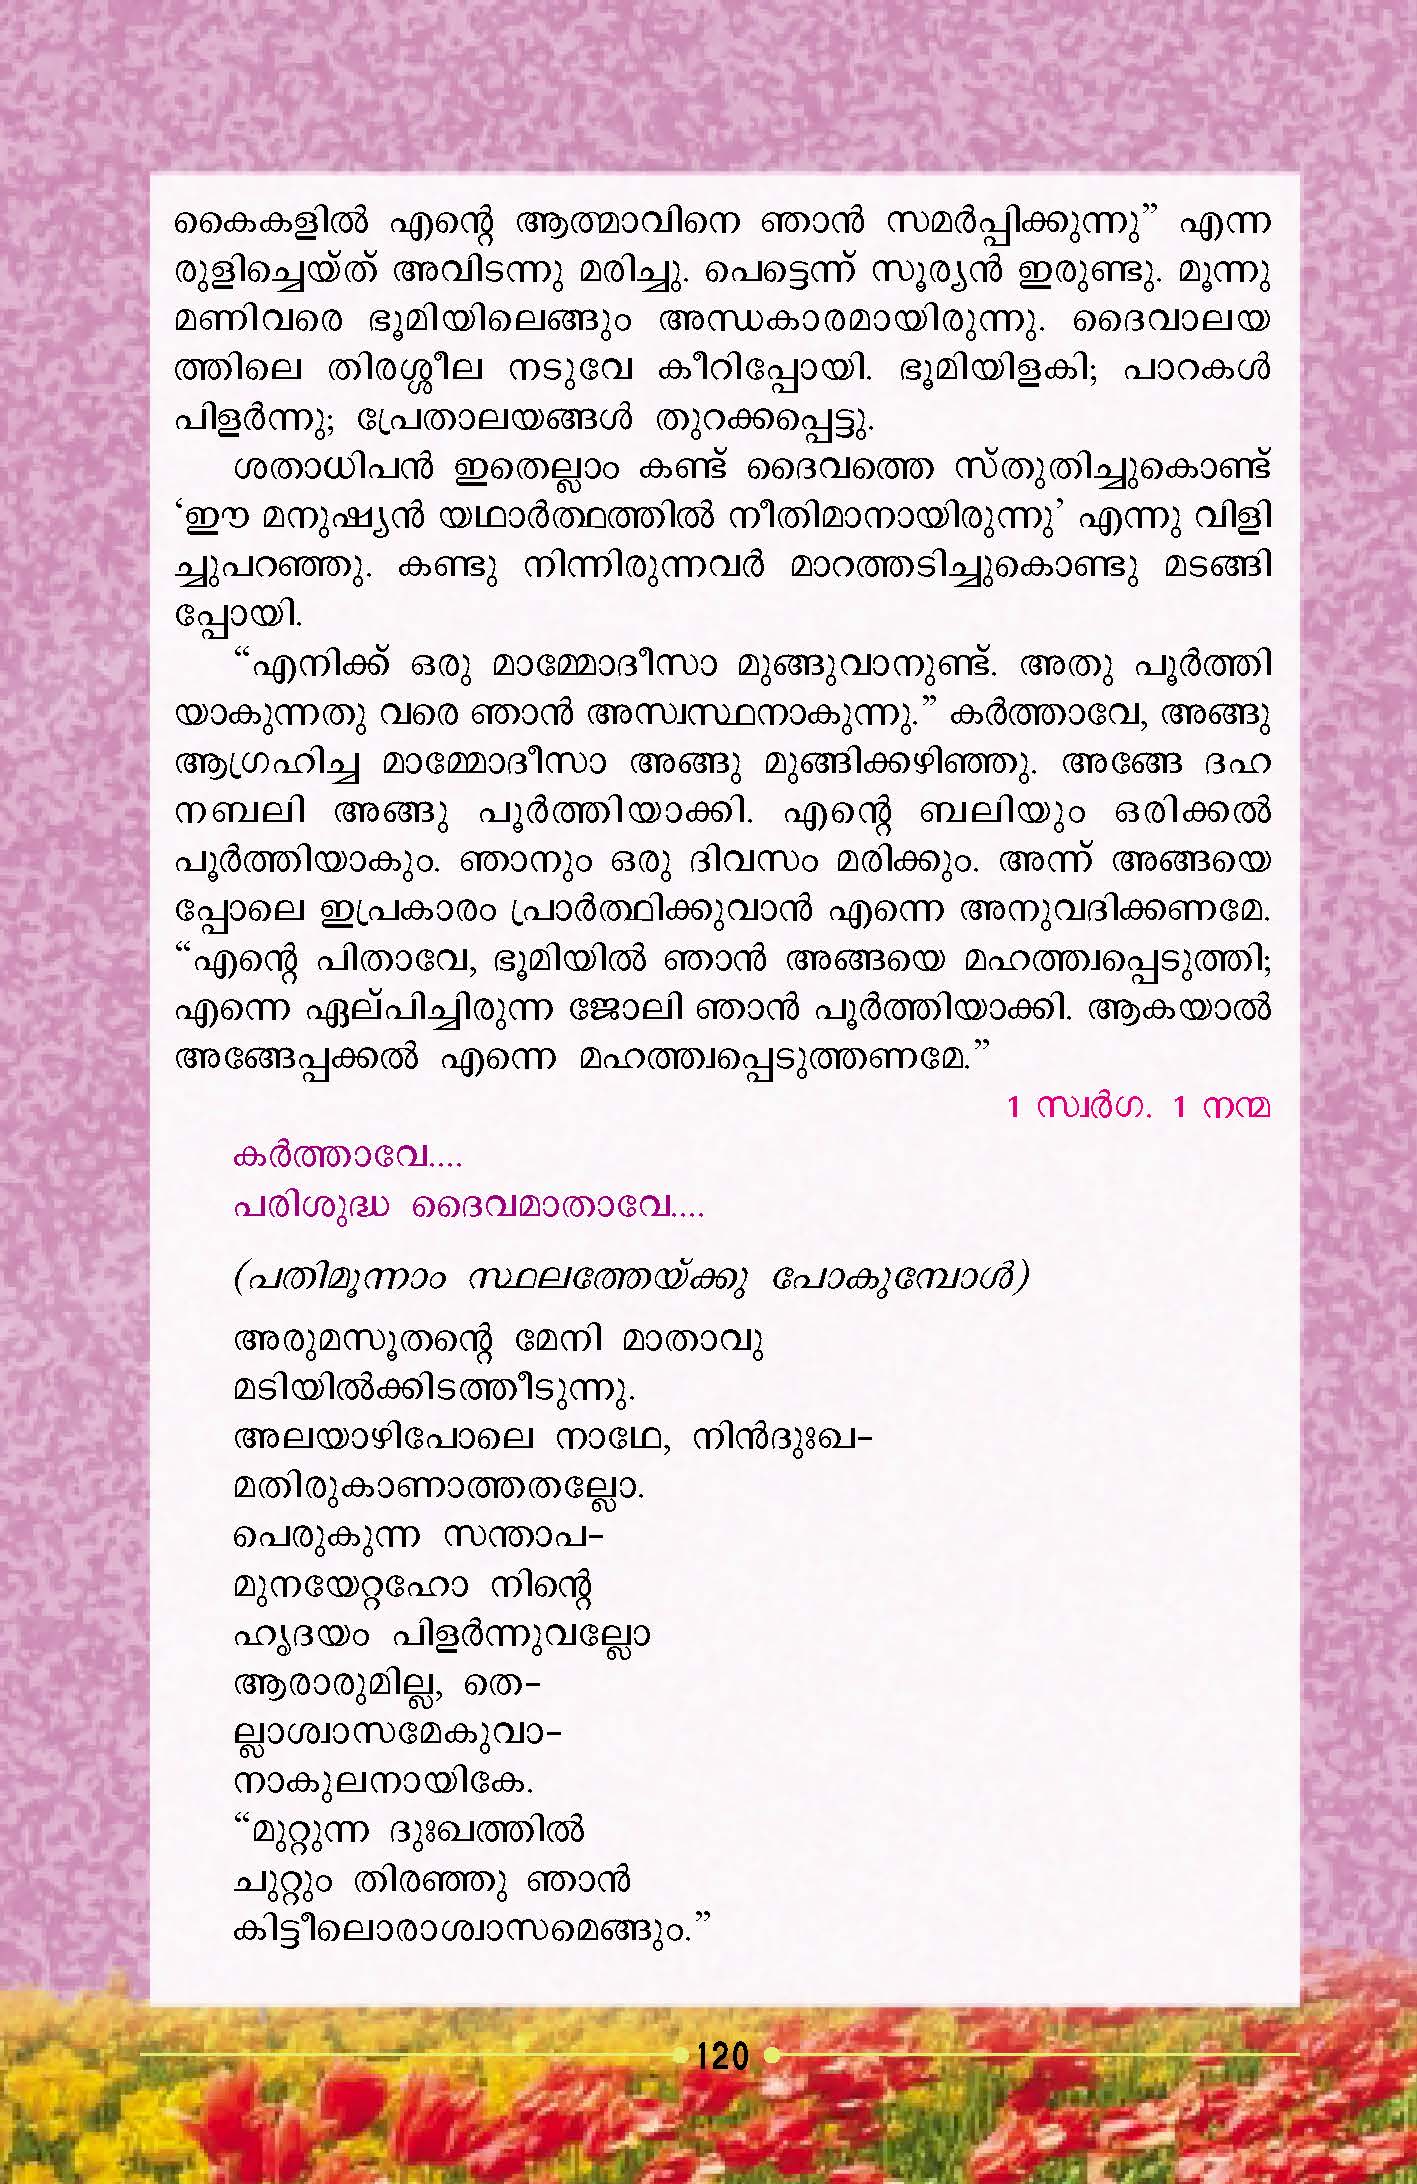 കൈകളിൽ എന്റെ ആത്മാവിനെ ഞാൻ സമർപ്പിക്കുന്നു” എന്ന
രുളിച്ചെയ്ത് അവിടന്നു മരിച്ചു. പെട്ടെന്ന് സൂര്യൻ ഇരുണ്ടു. മൂന്നു
മണിവരെ ഭൂമിയിലെങ്ങും അന്ധകാരമായിരുന്നു. ദൈവാലയ
ത്തിലെ തിരശ്ശീല നടുവേ കീറിപ്പോയി. ഭൂമിയിളകി; പാറകൾ
പിളർന്നു; പ്രേതാലയങ്ങൾ തുറക്കപ്പെട്ടു.
ശതാധിപൻ ഇതെല്ലാം കണ്ട് ദൈവത്തെ സ്തുതിച്ചുകൊണ്ട്
‘ഈ മനുഷ്യൻ യഥാർത്ഥത്തിൽ നീതിമാനായിരുന്നു’ എന്നു വിളി
ച്ചുപറഞ്ഞു. കണ്ടു നിന്നിരുന്നവർ മാറത്തടിച്ചുകൊണ്ടു മടങ്ങി
പ്പോയി.
“എനിക്ക് ഒരു മാമ്മോദീസാ മുങ്ങുവാനുണ്ട്. അതു പൂർത്തി
യാകുന്നതു വരെ ഞാൻ അസ്വസ്ഥനാകുന്നു.” കർത്താവേ, അങ്ങു
ആഗ്രഹിച്ച മാമ്മോദീസാ അങ്ങു മുങ്ങിക്കഴിഞ്ഞു. അങ്ങേ ദഹ
നബലി അങ്ങു പൂർത്തിയാക്കി. എന്റെ ബലിയും ഒരിക്കൽ
പൂർത്തിയാകും. ഞാനും ഒരു ദിവസം മരിക്കും. അന്ന് അങ്ങയെ
പ്പോലെ ഇപ്രകാരം പ്രാർത്ഥിക്കുവാൻ എന്നെ അനുവദിക്കണമേ.
“എന്റെ പിതാവേ, ഭൂമിയിൽ ഞാൻ അങ്ങയെ മഹത്ത്വപ്പെടുത്തി;
എന്നെ ഏല്പിച്ചിരുന്ന ജോലി ഞാൻ പൂർത്തിയാക്കി. ആകയാൽ
അങ്ങേപ്പക്കൽ എന്നെ മഹത്ത്വപ്പെടുത്തണമേ.”
1 സ്വർഗ. 1 നന്മ
കർത്താവേ....
പരിശുദ്ധ ദൈവമാതാവേ....
(പതിമൂന്നാം സ്ഥലത്തേയ്ക്കു പോകുമ്പോൾ)
അരുമസൂതന്റെ മേനി മാതാവു
മടിയിൽക്കിടത്തീടുന്നു.
അലയാഴിപോലെ നാഥേ, നിൻദുഃഖ-
മതിരുകാണാത്തതല്ലോ.
പെരുകുന്ന സന്താപ-
മുനയേറ്റഹോ നിന്റെ
ഹൃദയം പിളർന്നുവല്ലോ
ആരാരുമില്ല, തെ-
ല്ലാശ്വാസമേകുവാ-
നാകുലനായികേ.
“മുറ്റുന്ന ദുഃഖത്തിൽ
ചുറ്റും തിരഞ്ഞു ഞാൻ
കിട്ടീലൊരാശ്വാസമെങ്ങും.”
120